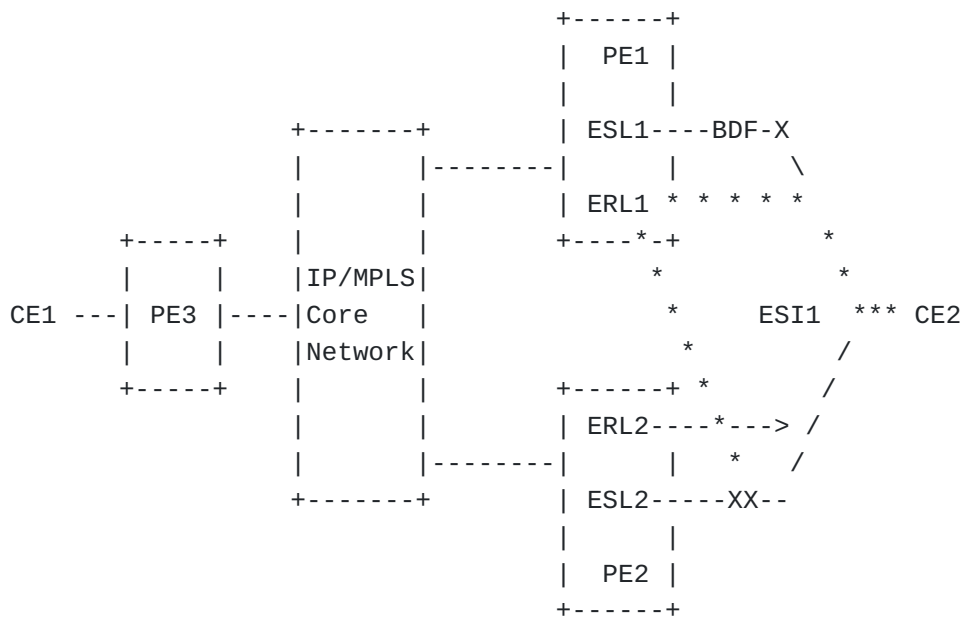 +------+
|  PE1 |
|      |
+-------+        | ESL1----BDF-X
|       |--------|      |       \
|       |        | ERL1 * * * * *
+-----+    |       |        +----*-+         *
|     |    |IP/MPLS|              *           *
CE1 ---| PE3 |----|Core   |               *     ESI1  *** CE2
|     |    |Network|                *         /
+-----+    |       |        +------+ *       /
|       |        | ERL2----*---> /
|       |--------|      |   *   /
+-------+        | ESL2-----XX--
|      |
|  PE2 |
+------+